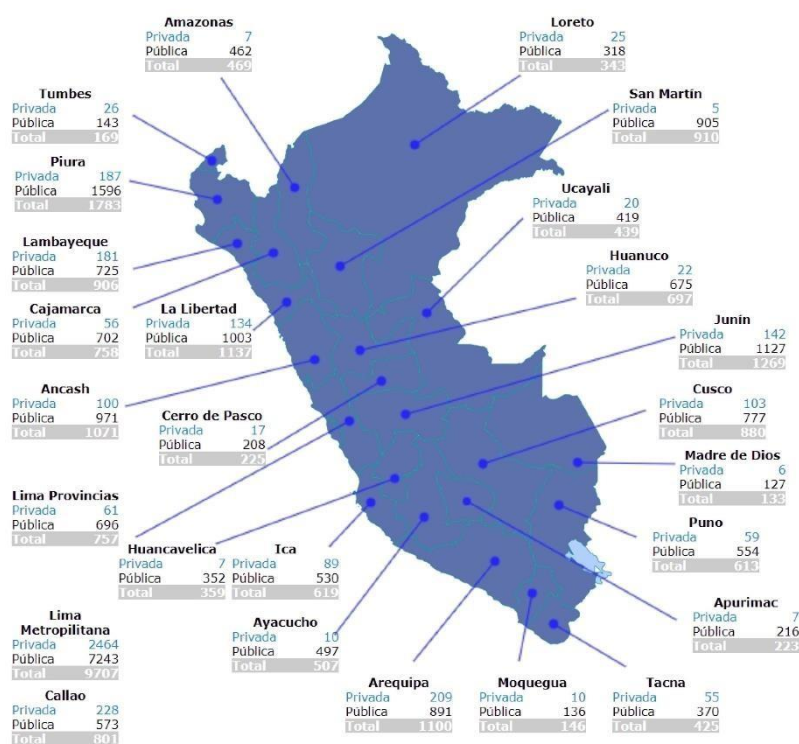 Amazonas
Privada 7
Pública 462
Total 469
Loreto
Privada 25
Pública 318
Total 343
Tumbes
Privada 26
Pública 143
Total 169
San Martín
Privada 5
Pública 905
Total 910
Piura
Privada 187
Pública 1596
Total 1783
Ucayali
Privada 20
Pública 419
Total 439
Lambayeque
Privada 181
Pública 725
Total 906
Huanuco
Privada 22
Pública 675
Total 697
Cajamarca
Privada 56
Pública 702
Total 758
La Libertad
Privada 134
Pública 1003
Total 1137
Junín
Privada 142
Pública 1127
Total 1269
Ancash
Privada 100
Pública 971
Total 1071
Cerro de Pasco
Privada 17
Pública 208
Total 225
Cusco
Privada 103
Pública 777
Total 880
Madre de Dios
Privada 6
Pública 127
Total 133
Lima Provincias
Privada 61
Pública 696
Total 757
Huancavelica
Privada 7
Pública 352
Total 359
Ica
Privada 89
Pública 530
Total 619
Puno
Privada 59
Pública 554
Total 613
Apurimac
Privada 7
Pública 216
Total 223
Lima
Metropilitana
Privada 2464
Pública 7243
Total 9707
Ayacucho
Privada 10
Pública 497
Total 507
Callao
Privada 228
Pública 573
Total 801
Arequipa
Privada 209
Pública 891
Total 1100
Moquegua
Privada 10
Pública 136
Total 146
Tacna
Privada 55
Pública 370
Total 425